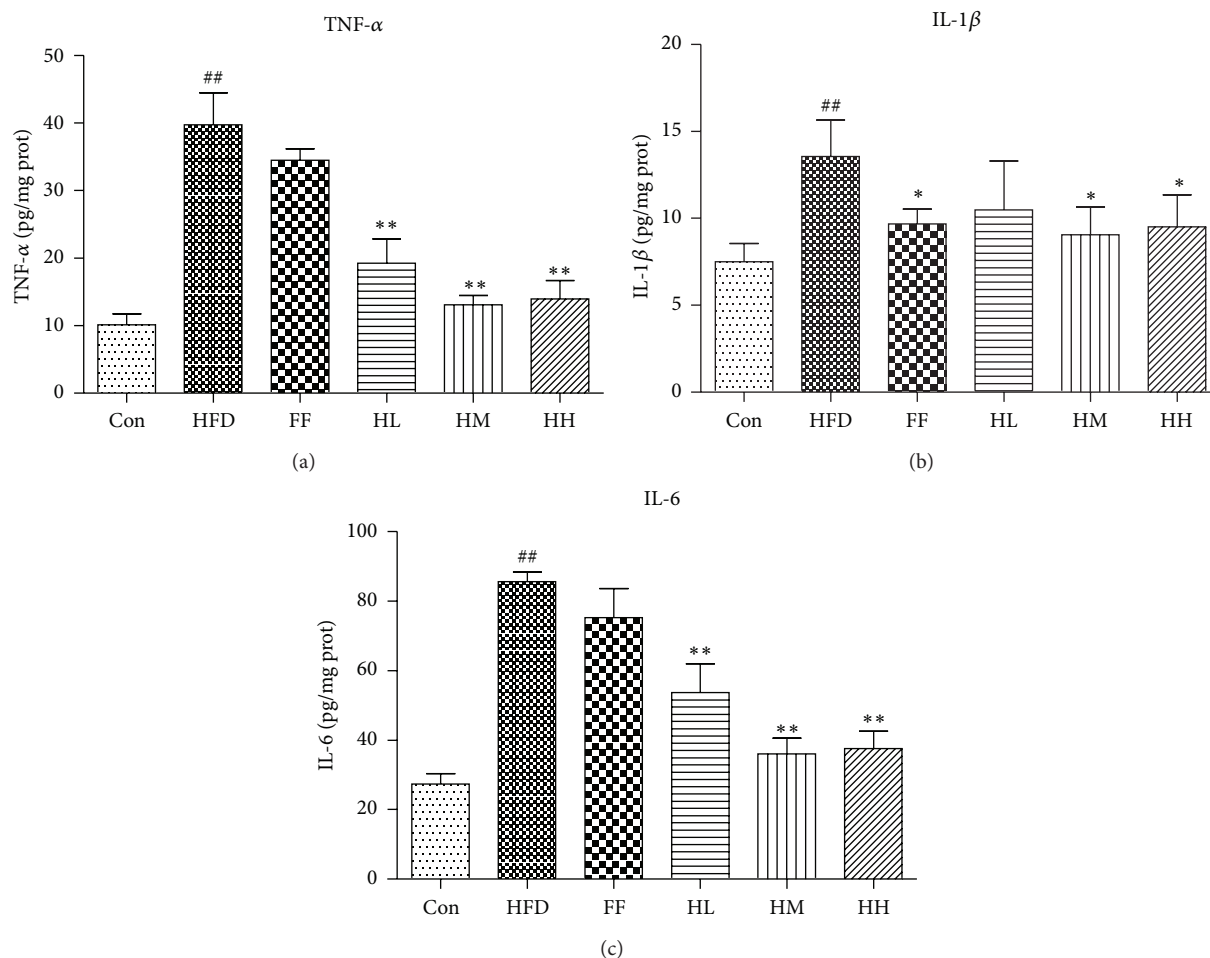 TNF-α
50
40
30
20
10
0
TNF-α (pg/mg prot)
##
**
**
**
Con HFD FF HL HM HH
(a)
IL-1β
20
15
10
5
0
IL-1β (pg/mg prot)
##
*
*
*
Con HFD FF HL HM HH
(b)
IL-6
100
80
60
40
20
0
IL-6 (pg/mg prot)
##
**
**
**
Con HFD FF HL HM HH
(c)